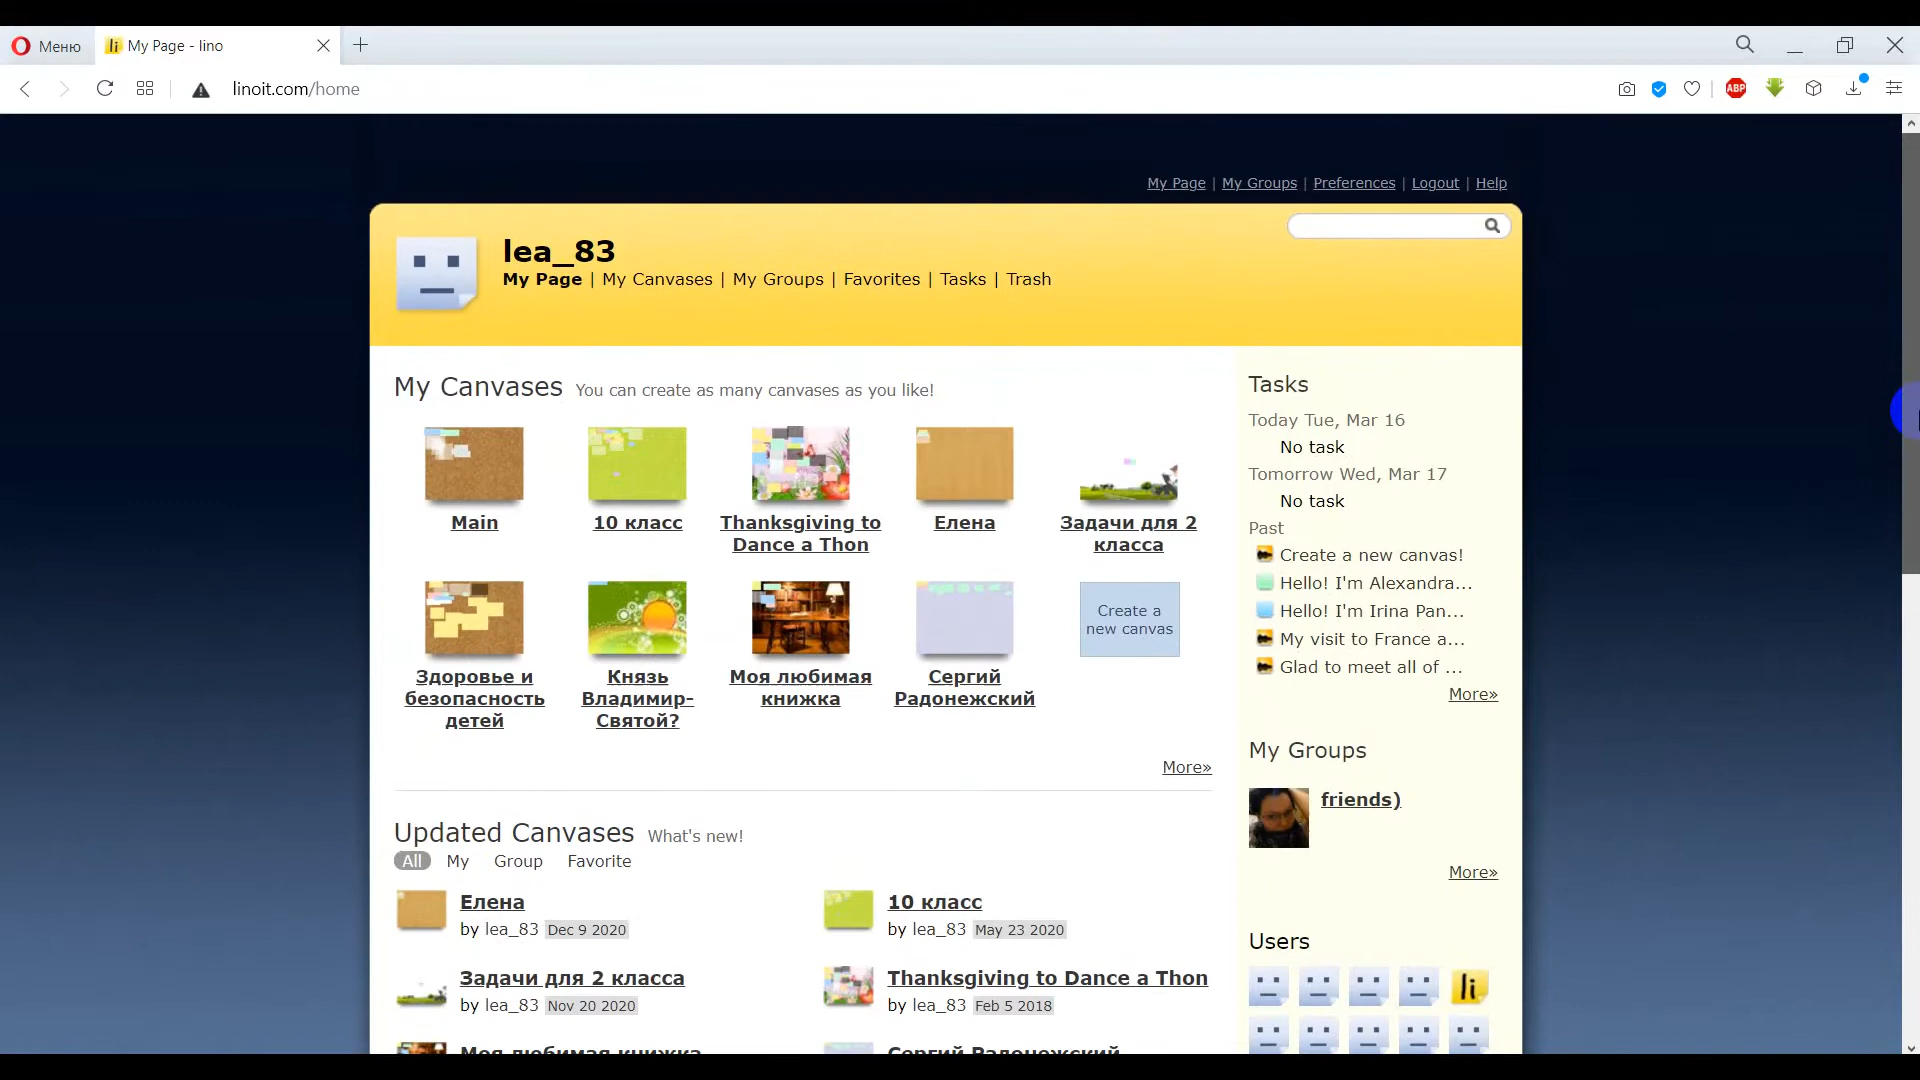 Меню
My Page - lino
linoit.com/home
ABP
My Page | My Groups | Preferences | Logout | Help
lea_83
My Page | My Canvases | My Groups | Favorites | Tasks | Trash
My Canvases You can create as many canvases as you like!
Main
10 класс
Thanksgiving to
Dance a Thon
Елена
Задачи для 2
класса
Здоровье и
безопасность
детей
Князь
Владимир-
Святой?
Моя любимая
книжка
Сергий
Радонежский
Create a
new canvas
More»
Updated Canvases What's new!
All My Group Favorite
Елена
by lea_83 Dec 9 2020
10 класс
by lea_83 May 23 2020
Задачи для 2 класса
by lea_83 Nov 20 2020
Thanksgiving to Dance a Thon
by lea_83 Feb 5 2018
Моя любимая книжка
Сергий Радонежский
Tasks
Today Tue, Mar 16
No task
Tomorrow Wed, Mar 17
No task
Past
Create a new canvas!
Hello! I'm Alexandra...
Hello! I'm Irina Pan...
My visit to France a...
Glad to meet all of ...
More»
My Groups
friends)
More»
Users
li